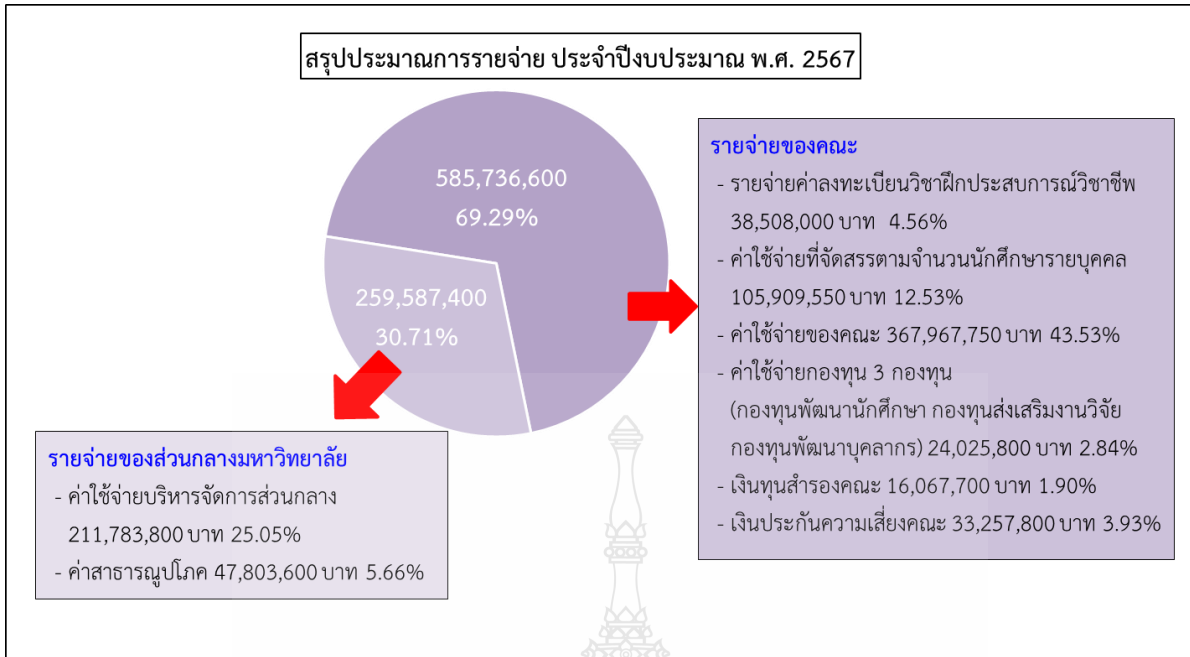 สรุปประมาณการรายจ่าย ประจำปีงบประมาณ พ.ศ. 2567
585,736,600
69.29%
259,587,400
30.71%
รายจ่ายของคณะ
- รายจ่ายค่าลงทะเบียนวิชาฝึกประสบการณ์วิชาชีพ
38,508,000 บาท 4.56%
- ค่าใช้จ่ายที่จัดสรรตามจำนวนนักศึกษารายบุคคล
105,909,550 บาท 12.53%
- ค่าใช้จ่ายของคณะ 367,967,750 บาท 43.53%
- ค่าใช้จ่ายกองทุน 3 กองทุน
(กองทุนพัฒนานักศึกษา กองทุนส่งเสริมงานวิจัย
กองทุนพัฒนาบุคลากร) 24,025,800 บาท 2.84%
- เงินทุนสำรองคณะ 16,067,700 บาท 1.90%
- เงินประกันความเสี่ยงคณะ 33,257,800 บาท 3.93%
รายจ่ายของส่วนกลางมหาวิทยาลัย
- ค่าใช้จ่ายบริหารจัดการส่วนกลาง
211,783,800 บาท 25.05%
- ค่าสาธารณูปโภค 47,803,600 บาท 5.66%